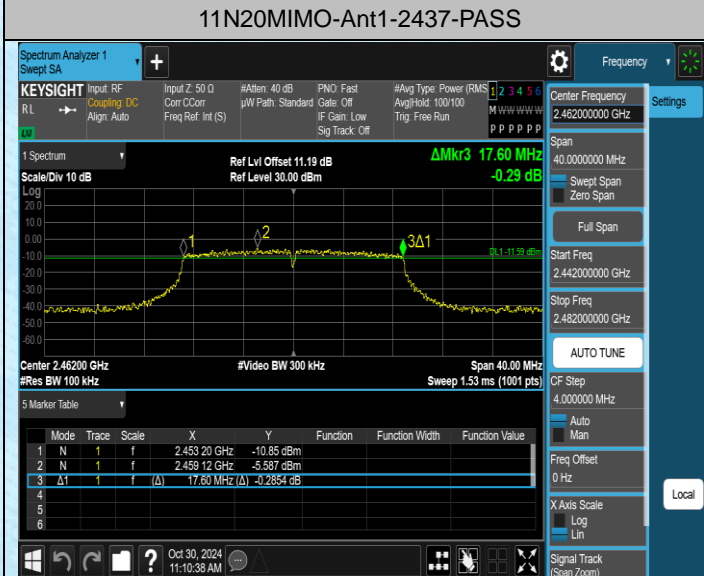 11N20MIMO-Ant1-2437-PASS
Spectrum Analyzer 1
Swept SA
+
Frequency
KEYSIGHT
RL
LXI
Input: RF
Coupling: DC
Align: Auto
Input Z: 50 Ω
Corr CCorr
Freq Ref: Int (S)
#Atten: 40 dB
µW Path: Standard
PNO: Fast
Gate: Off
IF Gain: Low
Sig Track: Off
#Avg Type: Power (RMS
Avg|Hold: 100/100
Trig: Free Run
1 2 3 4 5 6
M W W W W W
P P P P P P
1 Spectrum
Scale/Div 10 dB
Ref Lvl Offset 11.19 dB
Ref Level 30.00 dBm
ΔMkr3 17.60 MHz
-0.29 dB
Log
20.0
10.0
0.00
-10.0
-20.0
-30.0
-40.0
-50.0
-60.0
1
2
3Δ1
DL1 -11.59 dBm
Center 2.46200 GHz
#Res BW 100 kHz
#Video BW 300 kHz
Span 40.00 MHz
Sweep 1.53 ms (1001 pts)
5 Marker Table
Mode Trace Scale X Y Function Function Width Function Value
1 N 1 f 2.453 20 GHz -10.85 dBm
2 N 1 f 2.459 12 GHz -5.587 dBm
3 Δ1 1 f (Δ) 17.60 MHz (Δ) -0.2854 dB
4
5
6
?
Oct 30, 2024
11:10:38 AM
Center Frequency
2.462000000 GHz
Span
40.0000000 MHz
Swept Span
Zero Span
Full Span
Start Freq
2.442000000 GHz
Stop Freq
2.482000000 GHz
AUTO TUNE
CF Step
4.000000 MHz
Auto
Man
Freq Offset
0 Hz
X Axis Scale
Log
Lin
Signal Track
(Span Zoom)
Settings
Local